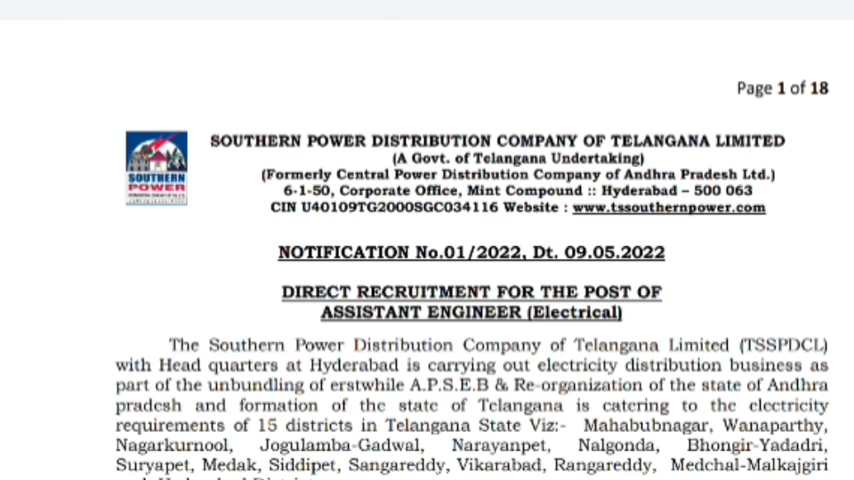 Page 1 of 18
SOUTHERN POWER DISTRIBUTION COMPANY OF TELANGANA LIMITED
(A Govt. of Telangana Undertaking)
(Formerly Central Power Distribution Company of Andhra Pradesh Ltd.)
6-1-50, Corporate Office, Mint Compound :: Hyderabad – 500 063
CIN U40109TG2000SGC034116 Website : www.tssouthernpower.com
SOUTHERN
POWER
NOTIFICATION No.01/2022, Dt. 09.05.2022
DIRECT RECRUITMENT FOR THE POST OF
ASSISTANT ENGINEER (Electrical)
The Southern Power Distribution Company of Telangana Limited (TSSPDCL)
with Head quarters at Hyderabad is carrying out electricity distribution business as
part of the unbundling of erstwhile A.P.S.E.B & Re-organization of the state of Andhra
pradesh and formation of the state of Telangana is catering to the electricity
requirements of 15 districts in Telangana State Viz:- Mahabubnagar, Wanaparthy,
Nagarkurnool, Jogulamba-Gadwal, Narayanpet, Nalgonda, Bhongir-Yadadri,
Suryapet, Medak, Siddipet, Sangareddy, Vikarabad, Rangareddy, Medchal-Malkajgiri